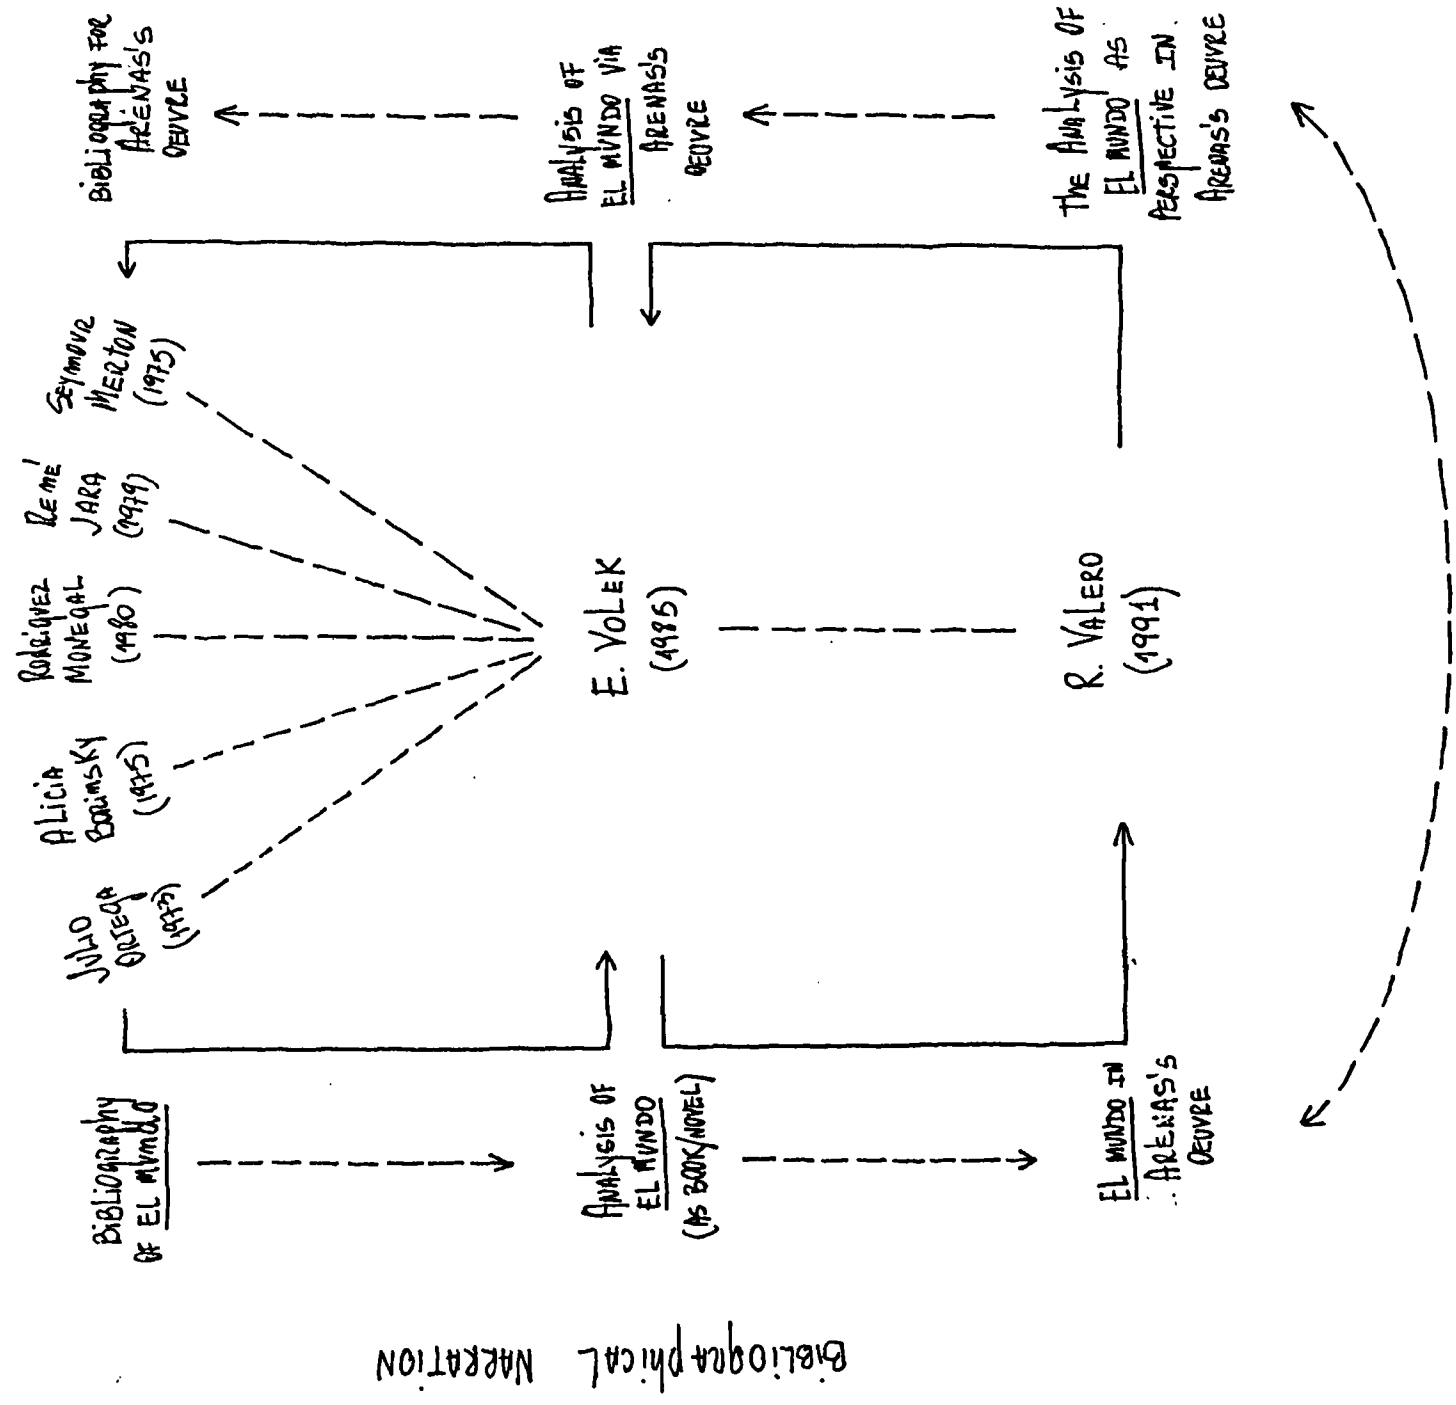 BIBLIOGRAPHY
OF EL MUNDO
ANALYSIS OF
EL MUNDO
(AS BOOK/NOVEL)
EL MUNDO IN
ARENAS'S
OEUVRE
JULIO
ORTEGA
(1973)
ALICIA
BORINSKY
(1975)
RODRIGUEZ
MONEGAL
(1980)
RENÉ
JARA
(1979)
SEYMOUR
MENTON
(1975)
E. VOLEK
(1985)
R. VALERO
(1991)
BIBLIOGRAPHY FOR
ARENAS'S
OEUVRE
ANALYSIS OF
EL MUNDO VIA
ARENAS'S
OEUVRE
THE ANALYSIS OF
EL MUNDO AS
PERSPECTIVE IN
ARENAS'S OEUVRE
BIBLIOGRAPHICAL NARRATION